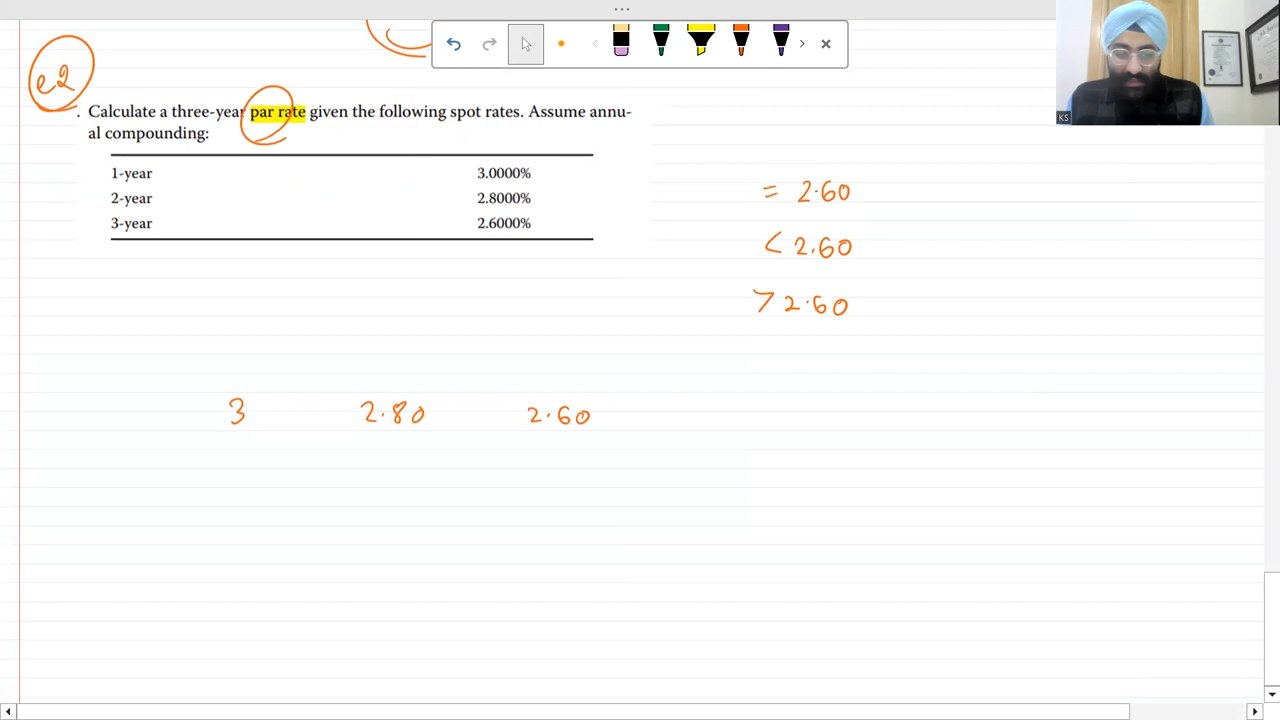 e2
. Calculate a three-year par rate given the following spot rates. Assume annu-
al compounding:
1-year 3.0000%
2-year 2.8000%
3-year 2.6000%
= 2.60
< 2.60
> 2.60
3 2.80 2.60
KS